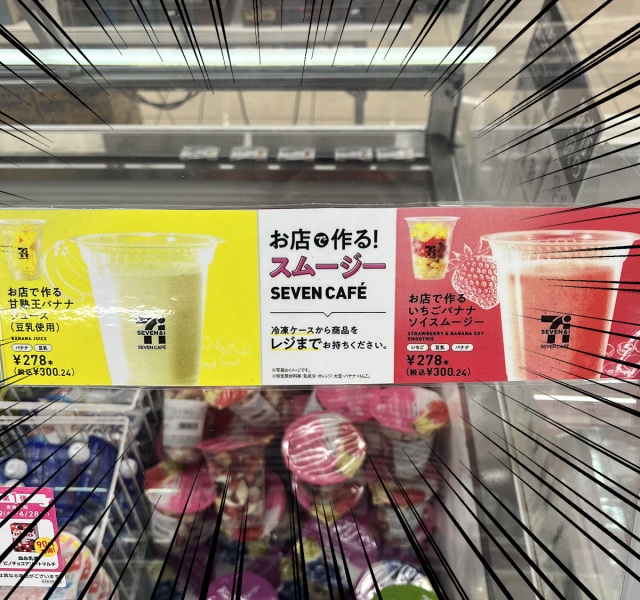 お店で作る
甘熟王バナナ
ジュース
(豆乳使用)
BANANA JUICE
バナナ 豆乳
¥278*
(税込¥300.24)
SEVEN CAFÉ
お店で作る!
スムージー
SEVEN CAFÉ
冷凍ケースから商品を
レジまでお持ちください。
※写真はイメージです。
お店で作る
いちごバナナ
ソイスムージー
STRAWBERRY & BANANA SOY
SMOOTHIE
いちご 豆乳 バナナ
¥278*
(税込¥300.24)
SEVEN CAFÉ